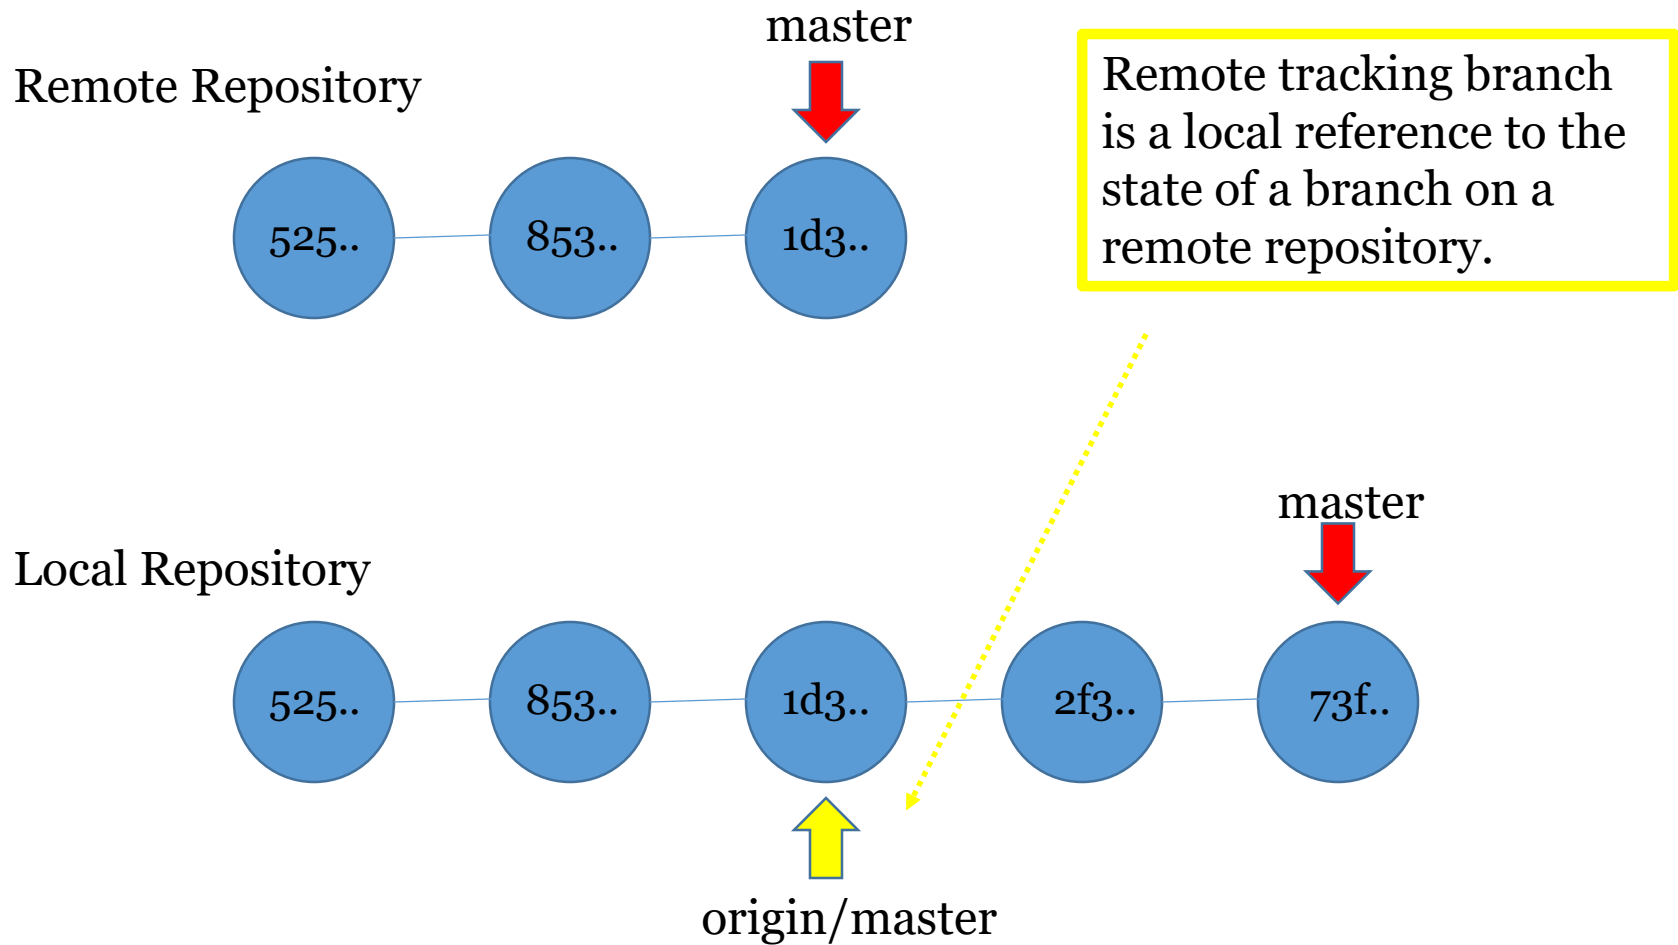 master
Remote Repository
Remote tracking branch
is a local reference to the
state of a branch on a
remote repository.
525..
853..
1d3..
master
Local Repository
525..
853..
1d3..
2f3..
73f..
origin/master